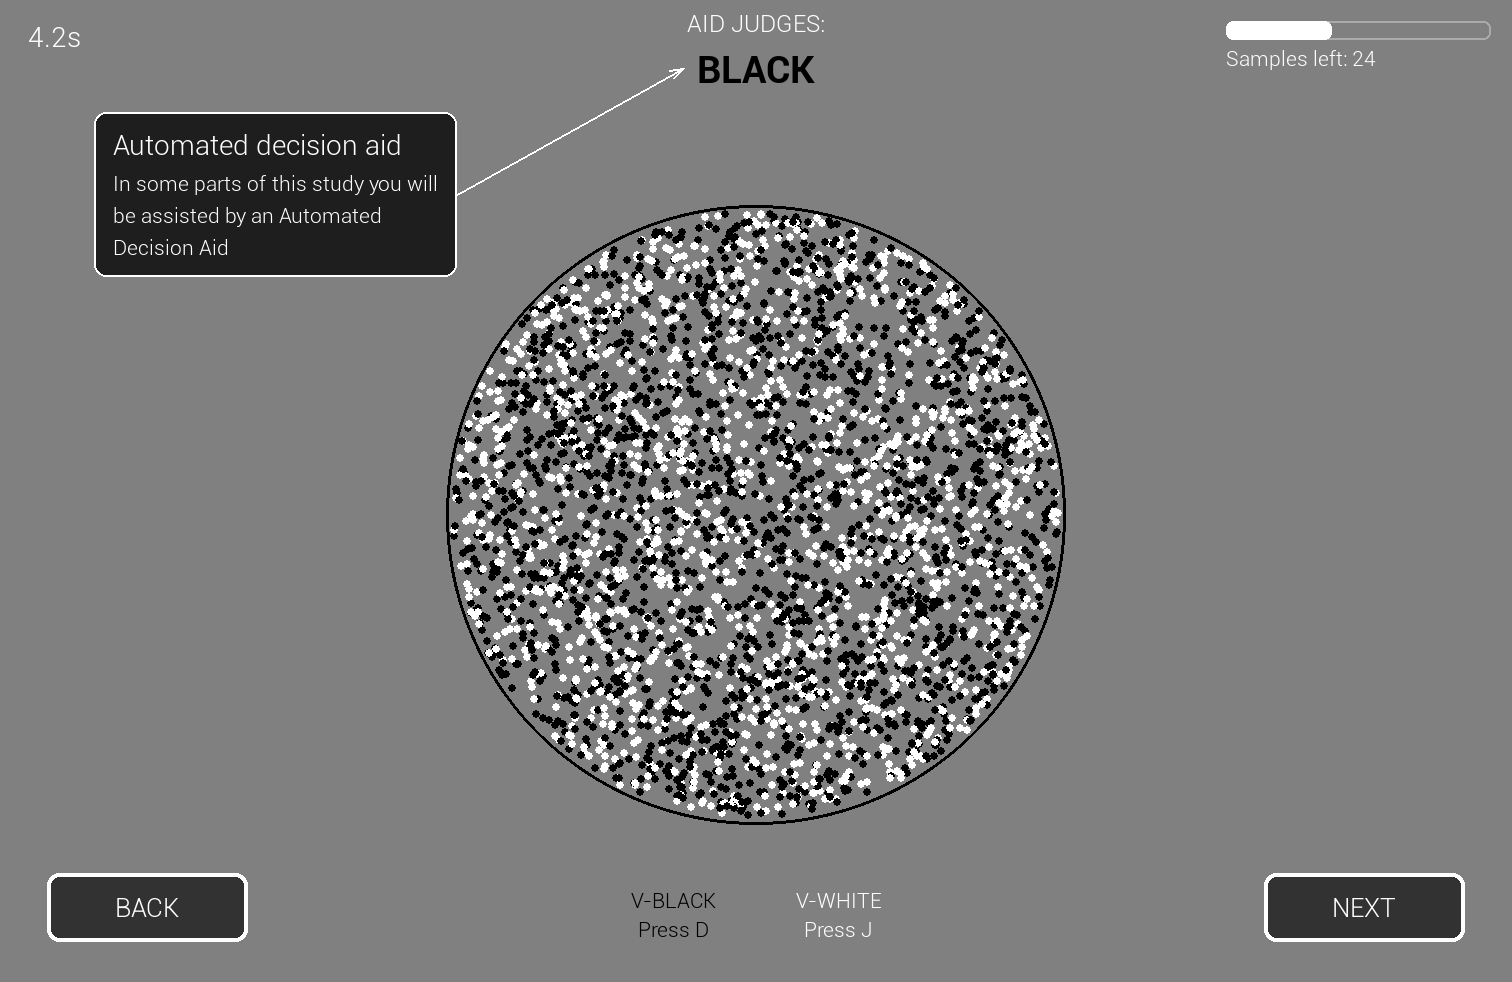 4.2s
AID JUDGES:
BLACK
Samples left: 24
Automated decision aid
In some parts of this study you will
be assisted by an Automated
Decision Aid
BACK
V-BLACK
Press D
V-WHITE
Press J
NEXT